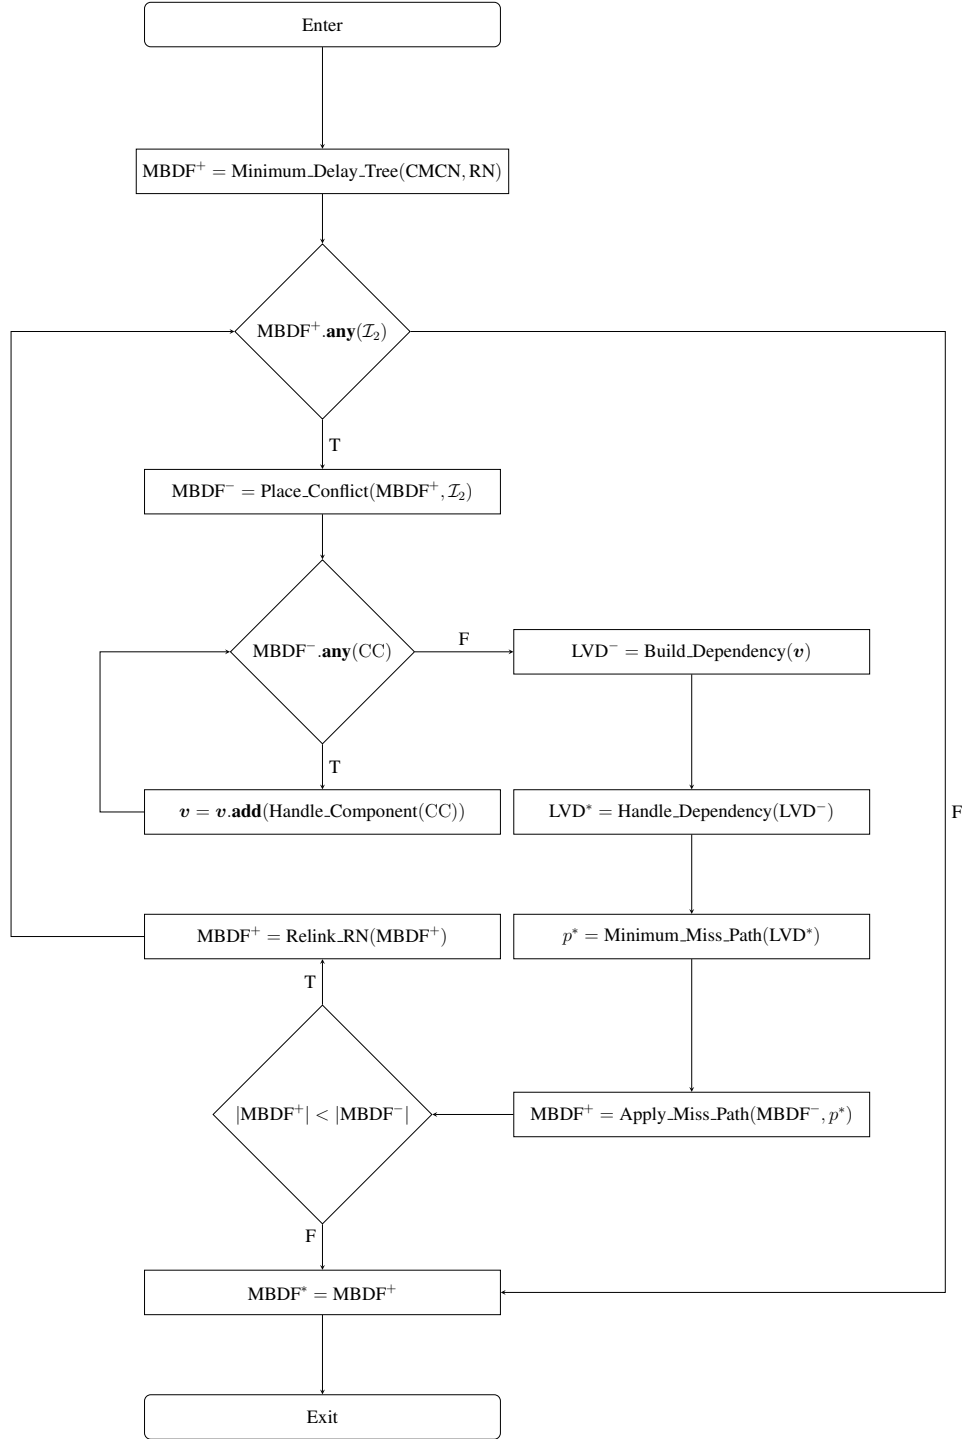 Enter
MBDF⁺ = Minimum_Delay_Tree(CMCN, RN)
MBDF⁺.any(ℐ₂)
T
MBDF⁻ = Place_Conflict(MBDF⁺, ℐ₂)
MBDF⁻.any(CC)
F
LVD⁻ = Build_Dependency(v)
T
v = v.add(Handle_Component(CC))
LVD* = Handle_Dependency(LVD⁻)
F
MBDF⁺ = Relink_RN(MBDF⁺)
p* = Minimum_Miss_Path(LVD*)
T
|MBDF⁺| < |MBDF⁻|
MBDF⁺ = Apply_Miss_Path(MBDF⁻, p*)
F
MBDF* = MBDF⁺
Exit